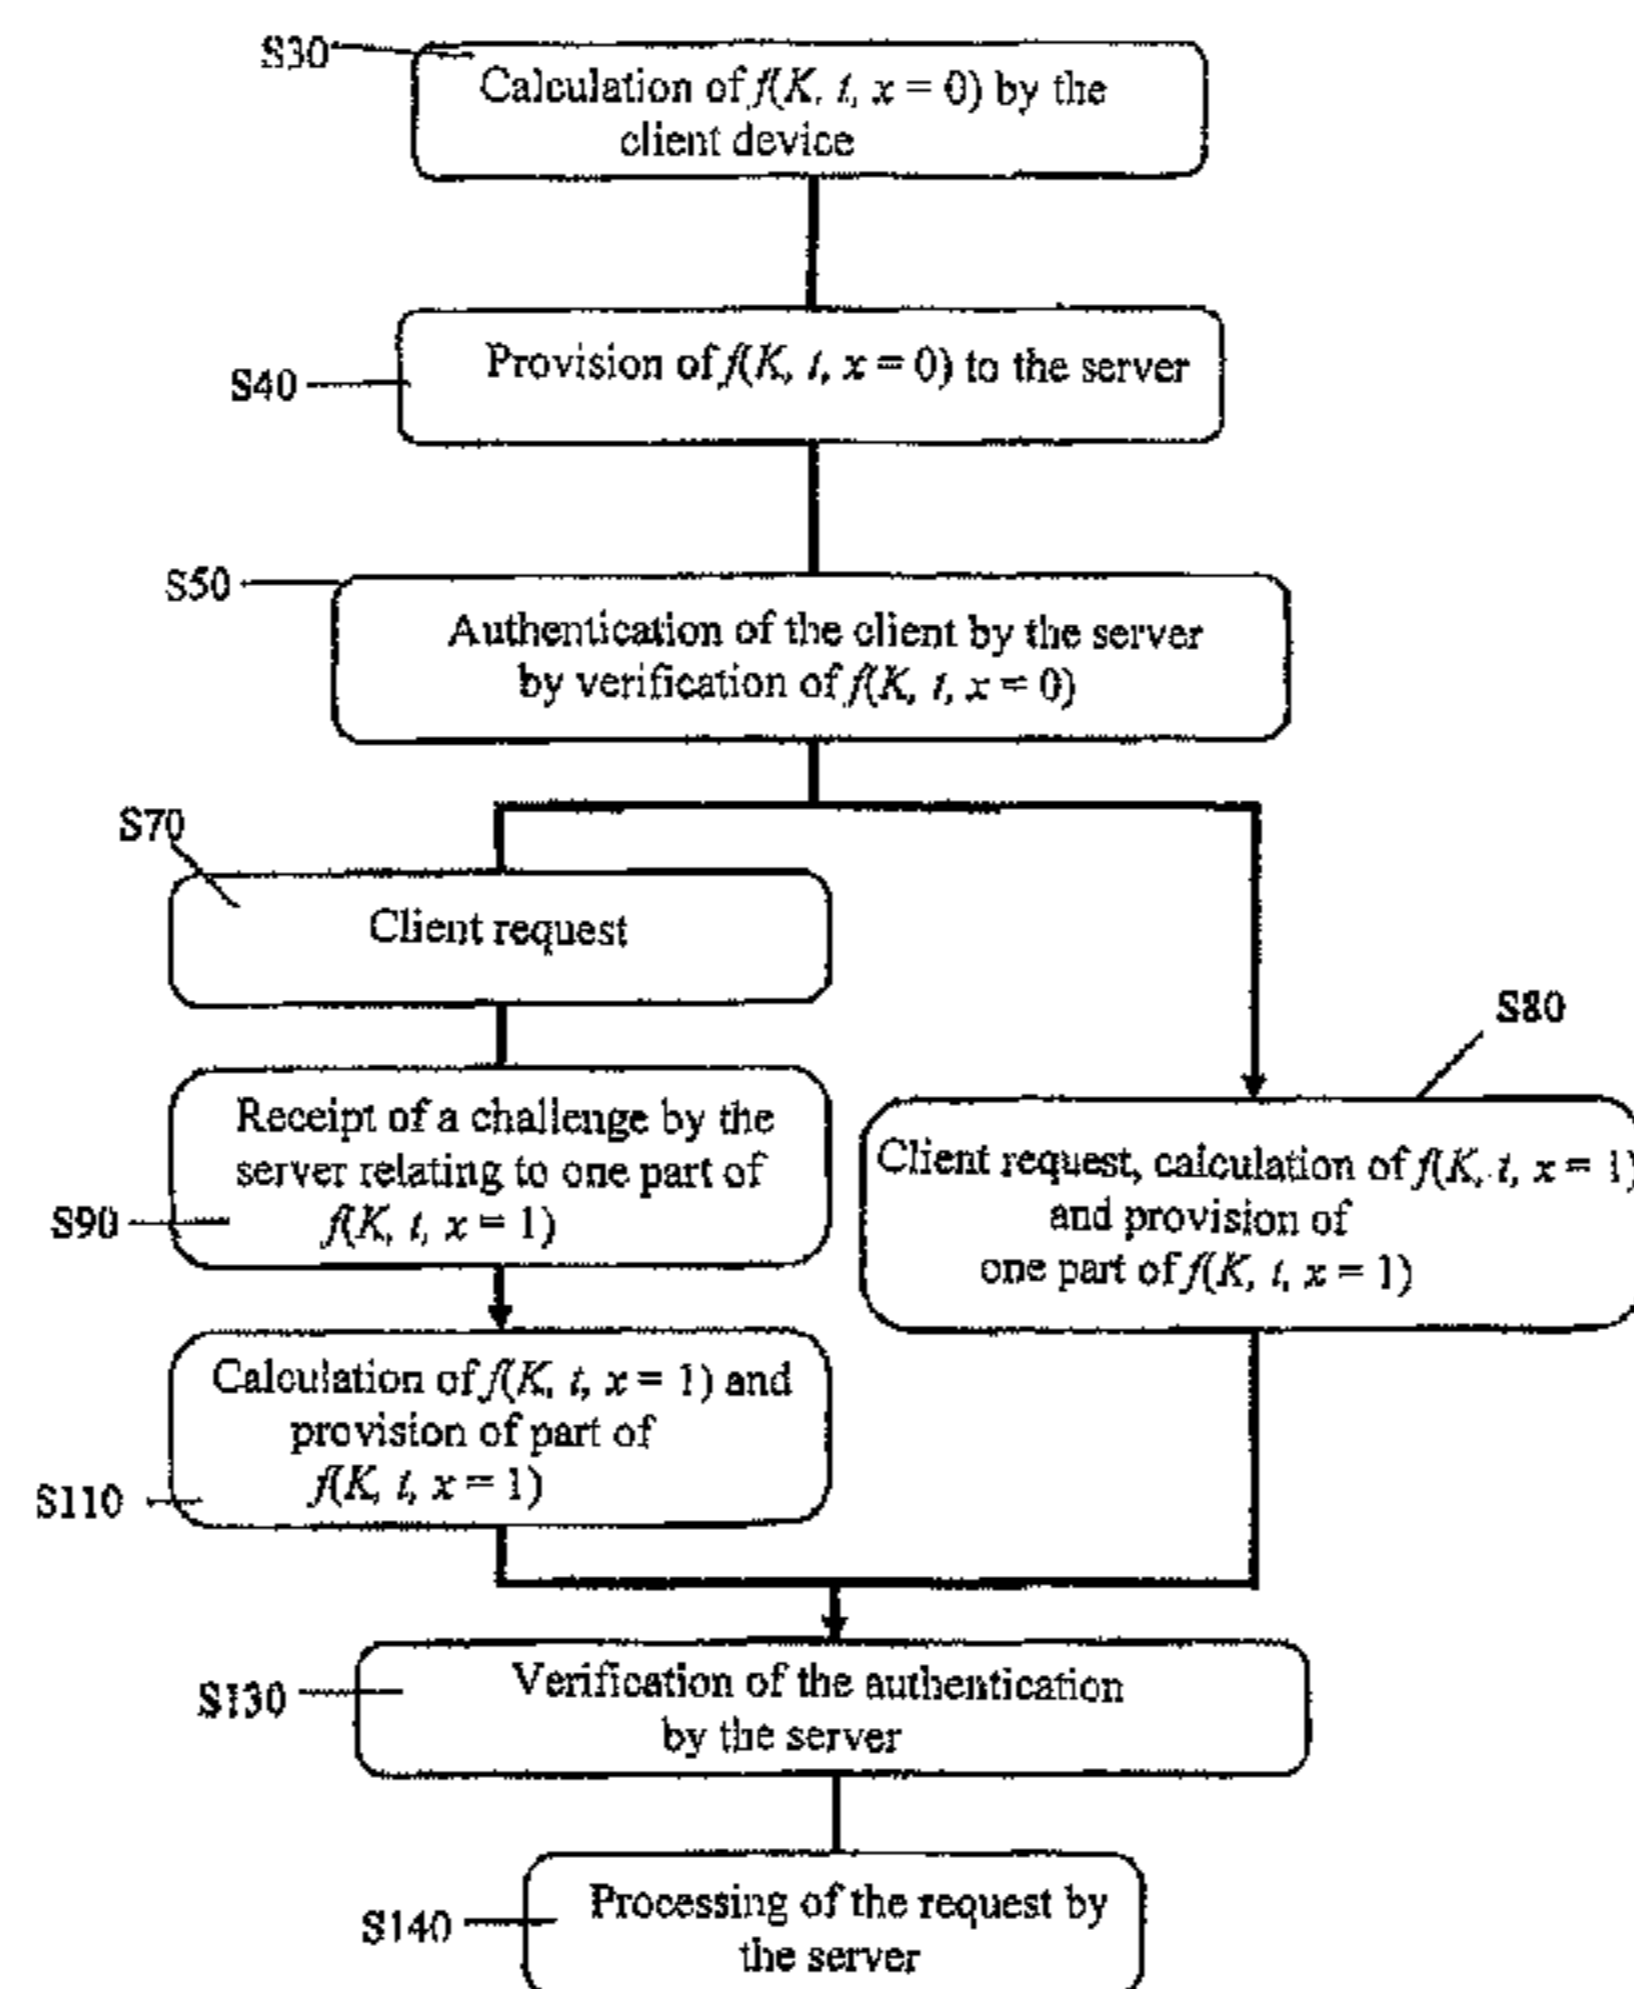 S30
Calculation of f(K, t, x = 0) by the
client device
S40
Provision of f(K, t, x = 0) to the server
S50
Authentication of the client by the server
by verification of f(K, t, x = 0)
S70
Client request
S80
Client request, calculation of f(K, t, x = 1)
and provision of
one part of f(K, t, x = 1)
S90
Receipt of a challenge by the
server relating to one part of
f(K, t, x = 1)
S110
Calculation of f(K, t, x = 1) and
provision of part of
f(K, t, x = 1)
S130
Verification of the authentication
by the server
S140
Processing of the request by
the server